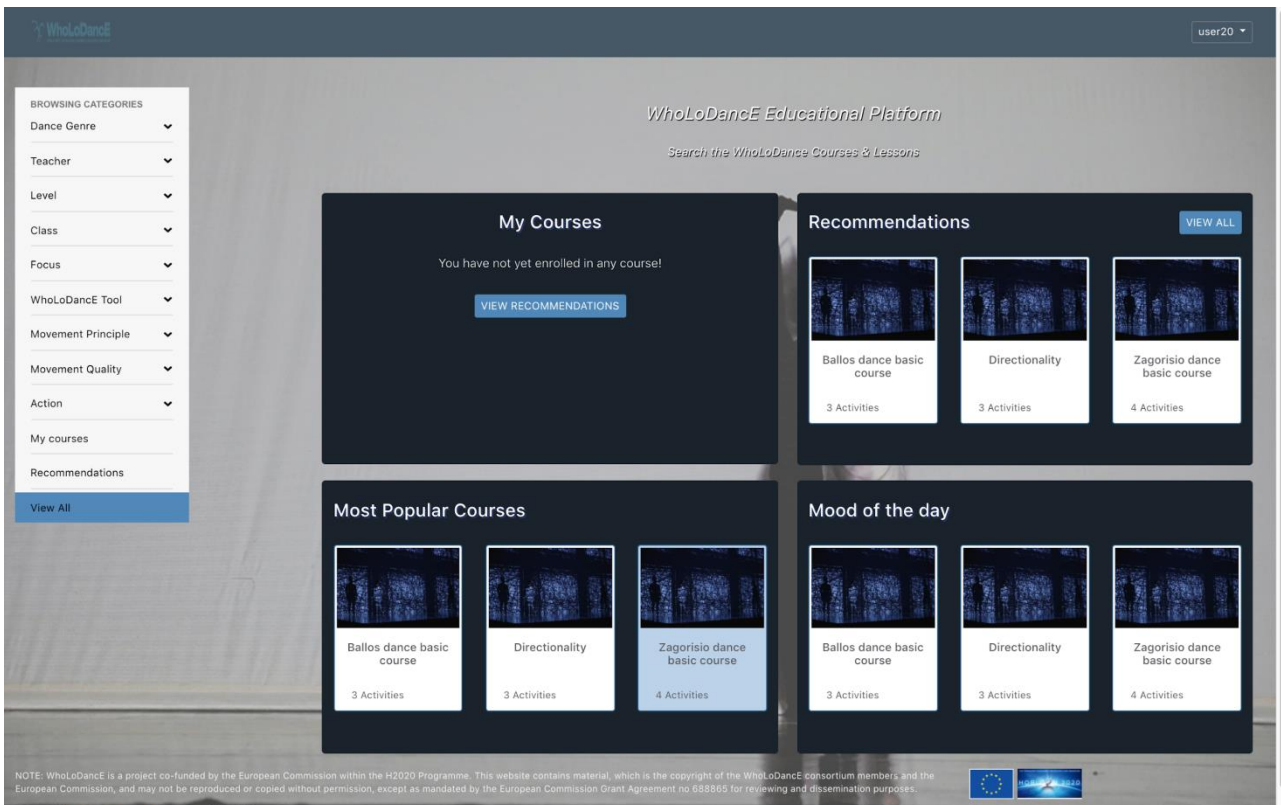 WhoLoDancE
user20
BROWSING CATEGORIES
Dance Genre
Teacher
Level
Class
Focus
WhoLoDancE Tool
Movement Principle
Movement Quality
Action
My courses
Recommendations
View All
WhoLoDancE Educational Platform
Search the WhoLoDance Courses & Lessons
My Courses
You have not yet enrolled in any course!
VIEW RECOMMENDATIONS
Recommendations
VIEW ALL
Ballos dance basic
course
3 Activities
Directionality
3 Activities
Zagorisio dance
basic course
4 Activities
Most Popular Courses
Ballos dance basic
course
3 Activities
Directionality
3 Activities
Zagorisio dance
basic course
4 Activities
Mood of the day
Ballos dance basic
course
3 Activities
Directionality
3 Activities
Zagorisio dance
basic course
4 Activities
NOTE: WhoLoDancE is a project co-funded by the European Commission within the H2020 Programme. This website contains material, which is the copyright of the WhoLoDancE consortium members and the
European Commission, and may not be reproduced or copied without permission, except as mandated by the European Commission Grant Agreement no 688865 for reviewing and dissemination purposes.